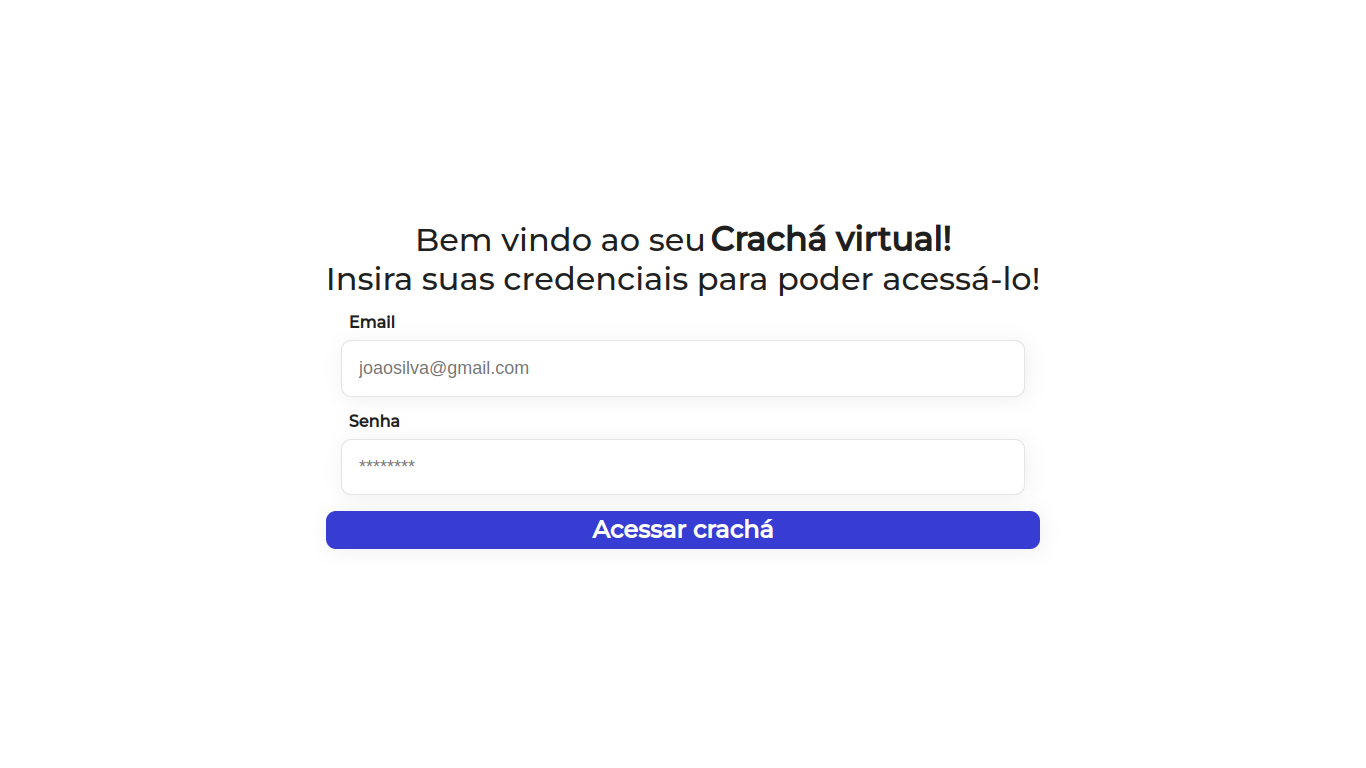 Bem vindo ao seu Crachá virtual!
Insira suas credenciais para poder acessá-lo!
Email
joaosilva@gmail.com
Senha
********
Acessar crachá